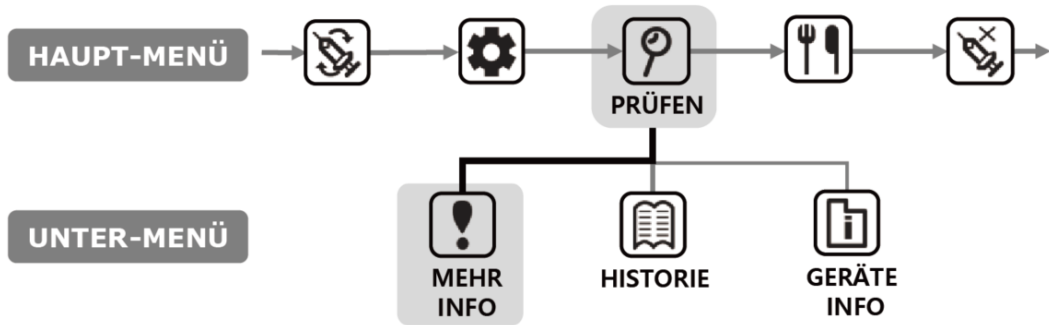 HAUPT-MENÜ
PRÜFEN
UNTER-MENÜ
MEHR
INFO
HISTORIE
GERÄTE
INFO